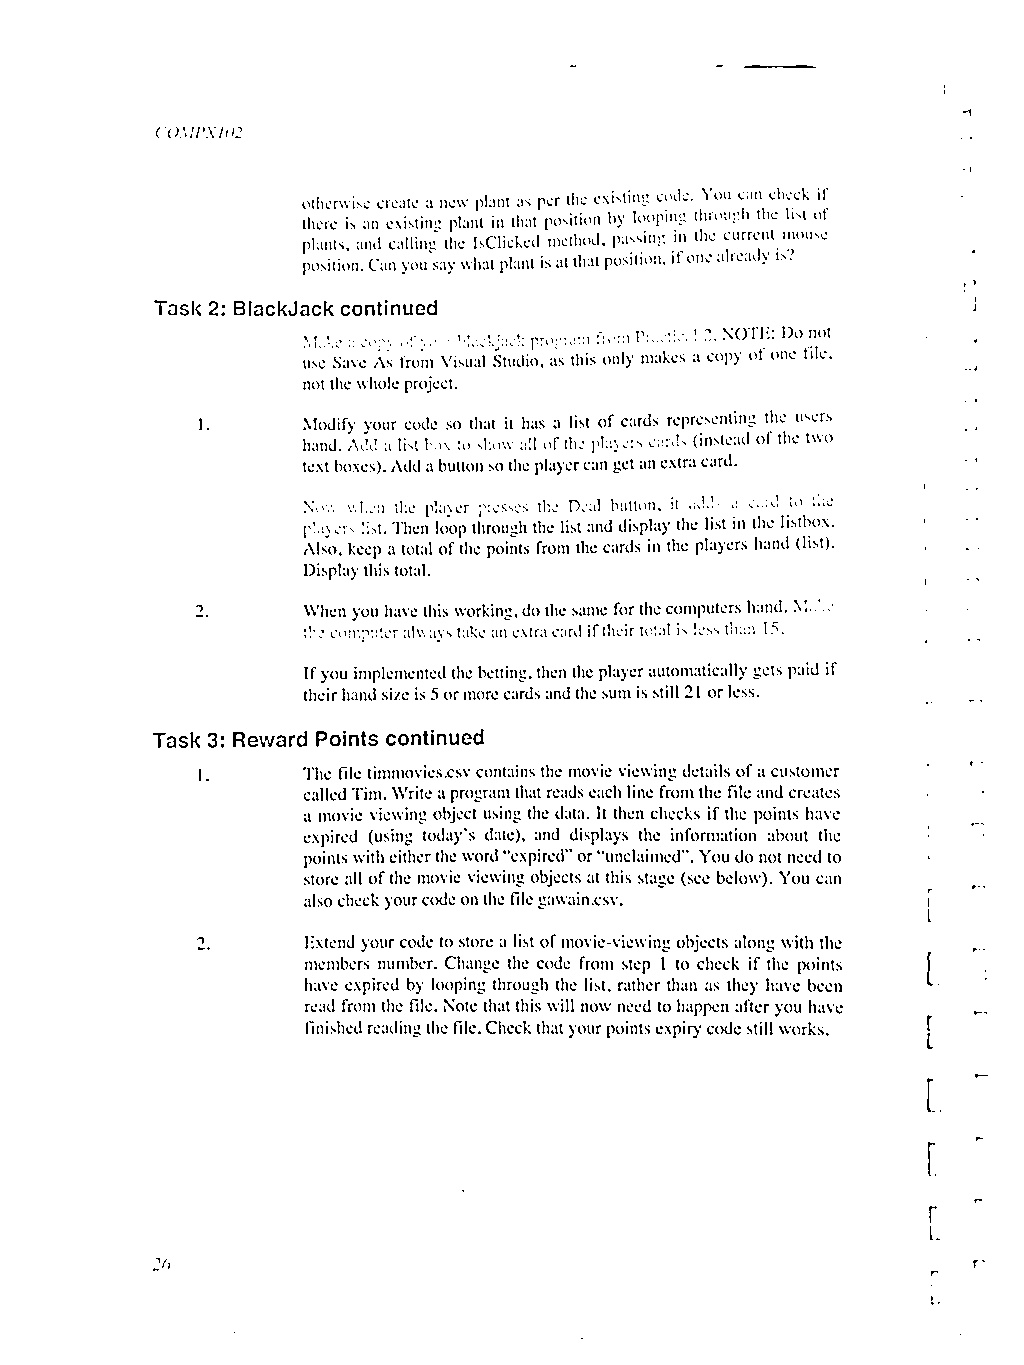 COMPX102
otherwise create a new plant as per the existing code. You can check if
there is an existing plant in that position by looping through the list of
plants, and calling the IsClicked method, passing in the current mouse
position. Can you say what plant is at that position, if one already is?
Task 2: BlackJack continued
Make a copy of your blackjack program from Practical 2. NOTE: Do not
use Save As from Visual Studio, as this only makes a copy of one file,
not the whole project.
1. Modify your code so that it has a list of cards representing the users
hand. Add a list box to show all of the players cards (instead of the two
text boxes). Add a button so the player can get an extra card.
Now when the player presses the Deal button, it adds a card to the
players list. Then loop through the list and display the list in the listbox.
Also, keep a total of the points from the cards in the players hand (list).
Display this total.
2. When you have this working, do the same for the computers hand. Make
the computer always take an extra card if their total is less than 15.
If you implemented the betting, then the player automatically gets paid if
their hand size is 5 or more cards and the sum is still 21 or less.
Task 3: Reward Points continued
1. The file timmovies.csv contains the movie viewing details of a customer
called Tim. Write a program that reads each line from the file and creates
a movie viewing object using the data. It then checks if the points have
expired (using today's date), and displays the information about the
points with either the word "expired" or "unclaimed". You do not need to
store all of the movie viewing objects at this stage (see below). You can
also check your code on the file gawain.csv.
2. Extend your code to store a list of movie-viewing objects along with the
members number. Change the code from step 1 to check if the points
have expired by looping through the list, rather than as they have been
read from the file. Note that this will now need to happen after you have
finished reading the file. Check that your points expiry code still works.
26